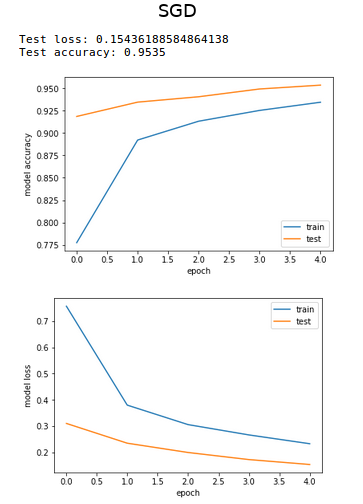 SGD
Test loss: 0.15436188584864138
Test accuracy: 0.9535
0.950
0.925
0.900
0.875
0.850
0.825
0.800
0.775
model accuracy
train
test
0.0 0.5 1.0 1.5 2.0 2.5 3.0 3.5 4.0
epoch
train
test
0.7
0.6
0.5
0.4
0.3
0.2
model loss
0.0 0.5 1.0 1.5 2.0 2.5 3.0 3.5 4.0
epoch